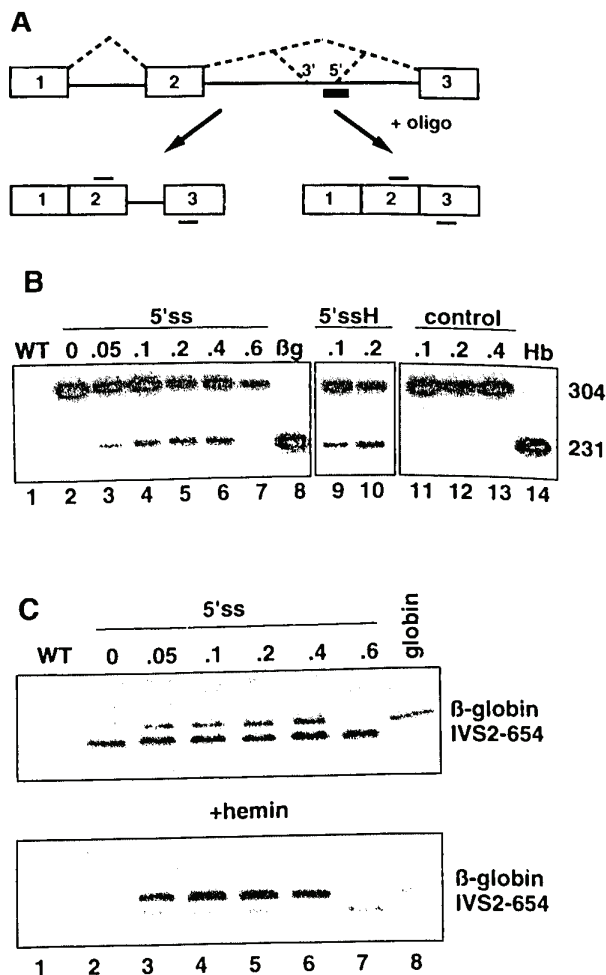 A
1 2 3' 5' 3
+ oligo
1 2 3 1 2 3
B
5'ss 5'ssH control
WT 0 .05 .1 .2 .4 .6 ßg .1 .2 .1 .2 .4 Hb
304
231
1 2 3 4 5 6 7 8 9 10 11 12 13 14
C
5'ss
WT 0 .05 .1 .2 .4 .6 globin
ß-globin
IVS2-654
+hemin
ß-globin
IVS2-654
1 2 3 4 5 6 7 8